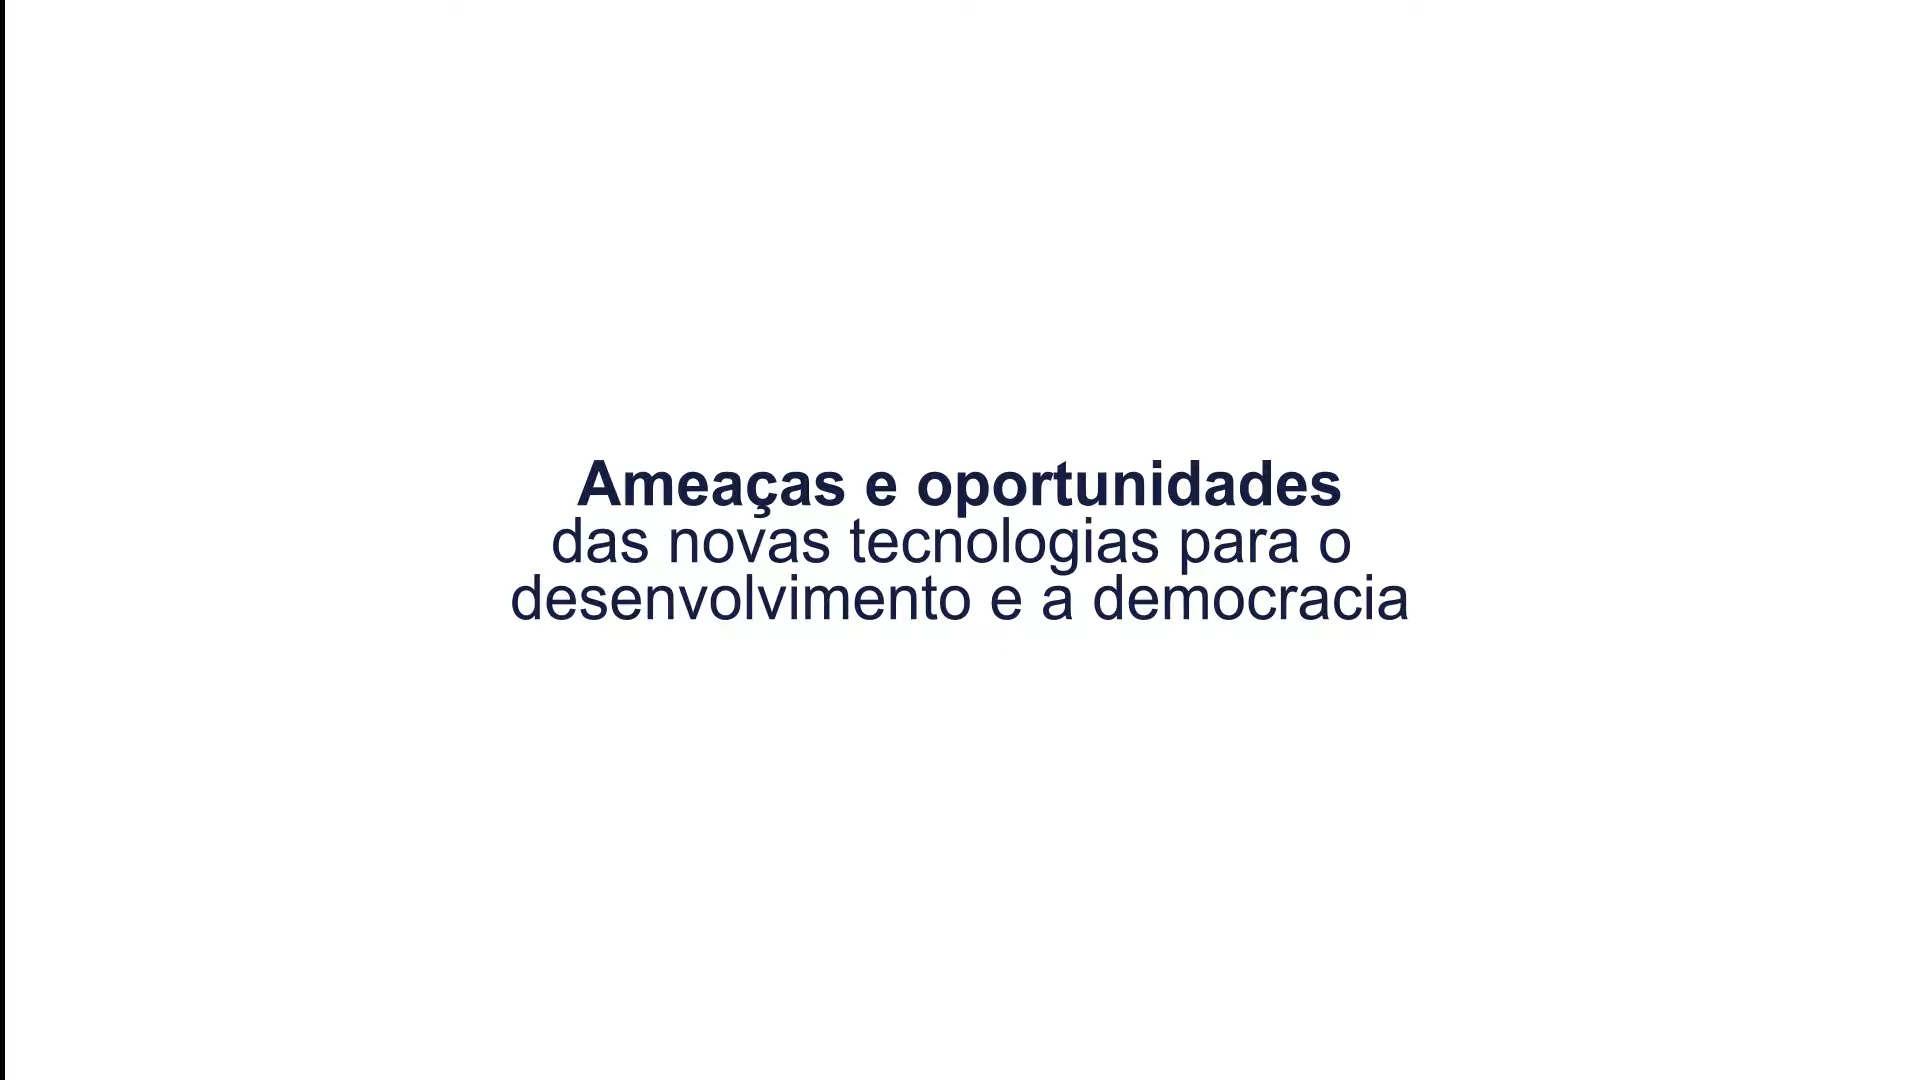 Ameaças e oportunidades
das novas tecnologias para o
desenvolvimento e a democracia